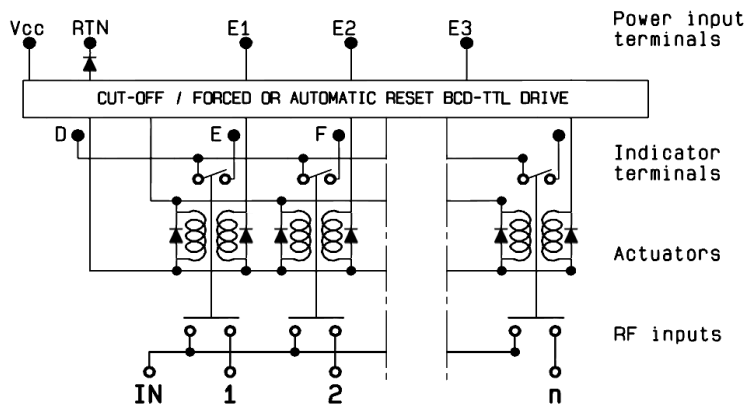 Vcc RTN E1 E2 E3 Power input
terminals
CUT-OFF / FORCED OR AUTOMATIC RESET BCD-TTL DRIVE
D E F
Indicator
terminals
Actuators
RF inputs
IN 1 2 n